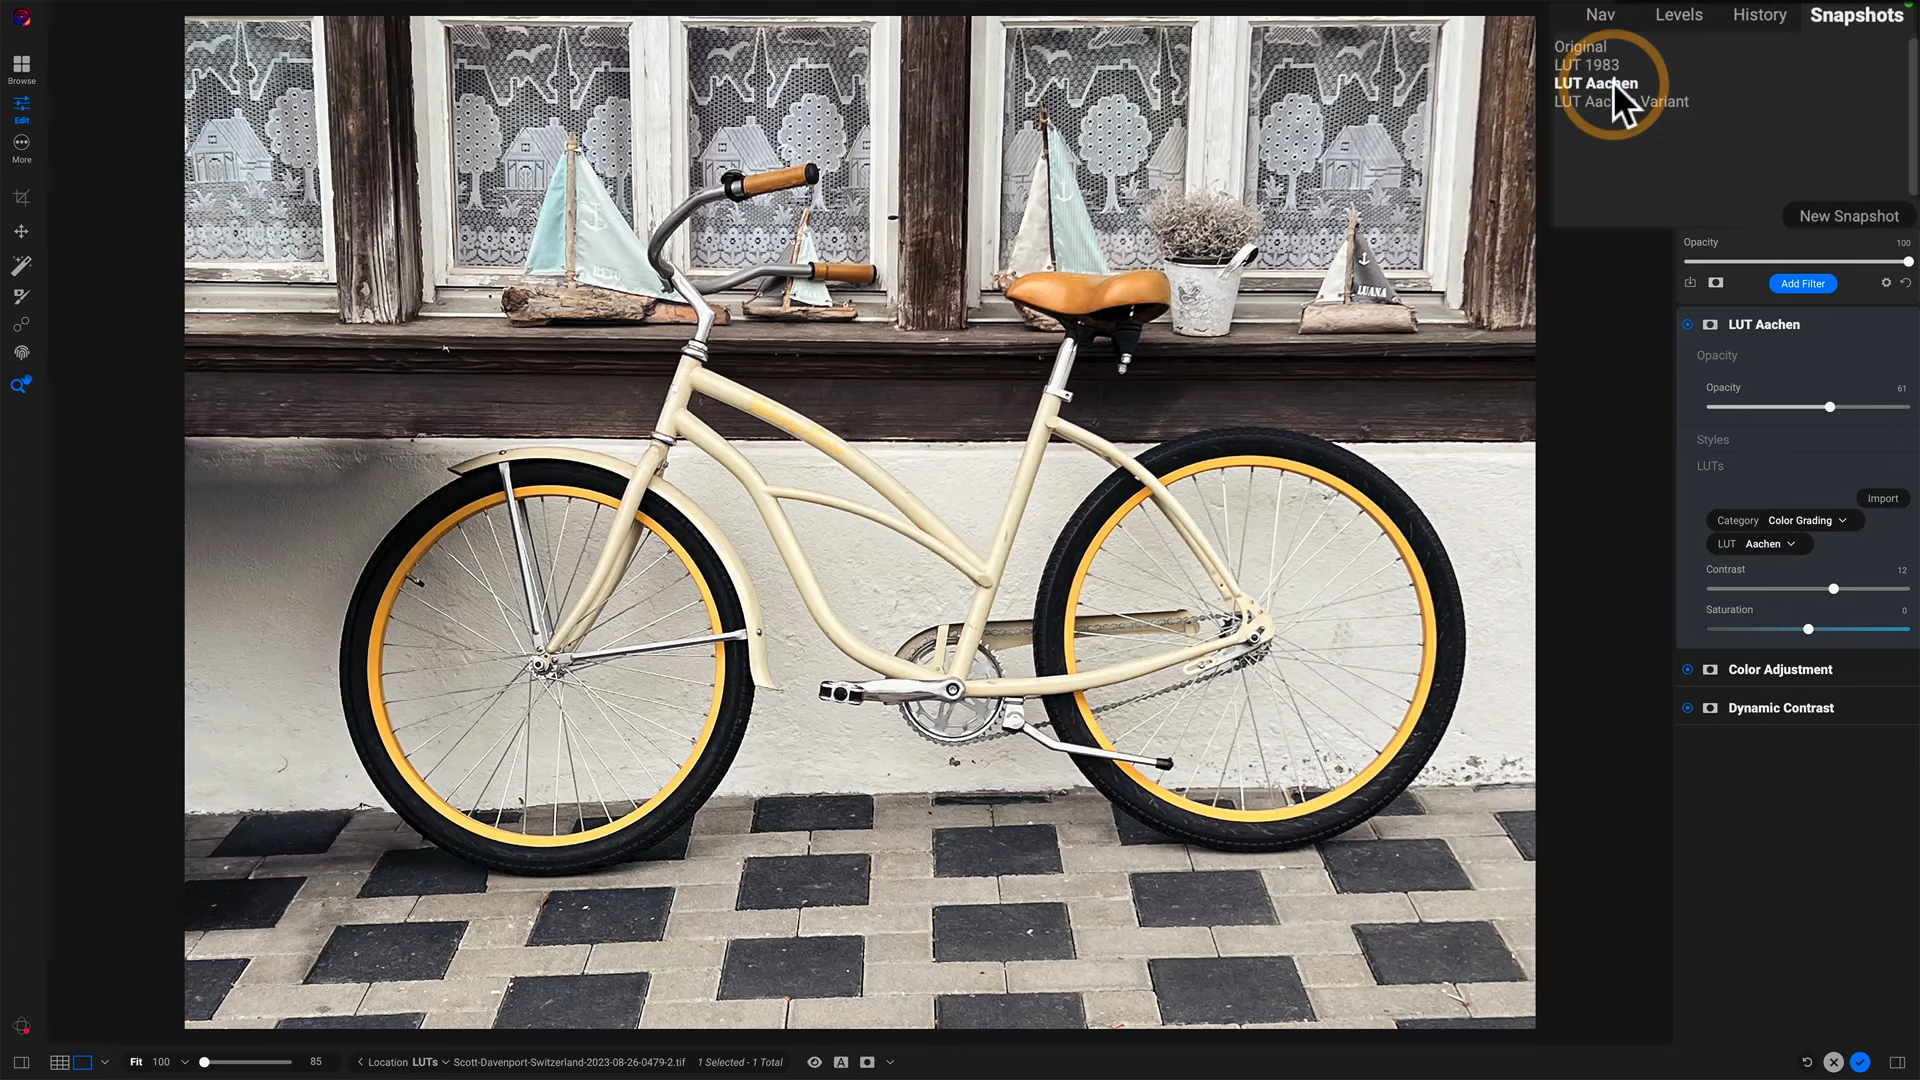 Nav Levels History Snapshots
Original
LUT 1983
LUT Aachen
LUT Aac Variant
New Snapshot
Browse
Edit
More
Opacity 100
Add Filter
LUT Aachen
Opacity
Opacity 61
Styles
LUTs
Import
Category Color Grading
LUT Aachen
Contrast 12
Saturation 0
Color Adjustment
Dynamic Contrast
LUANA
Fit 100 85 Location LUTs Scott-Davenport-Switzerland-2023-08-26-0479-2.tif 1 Selected - 1 Total A